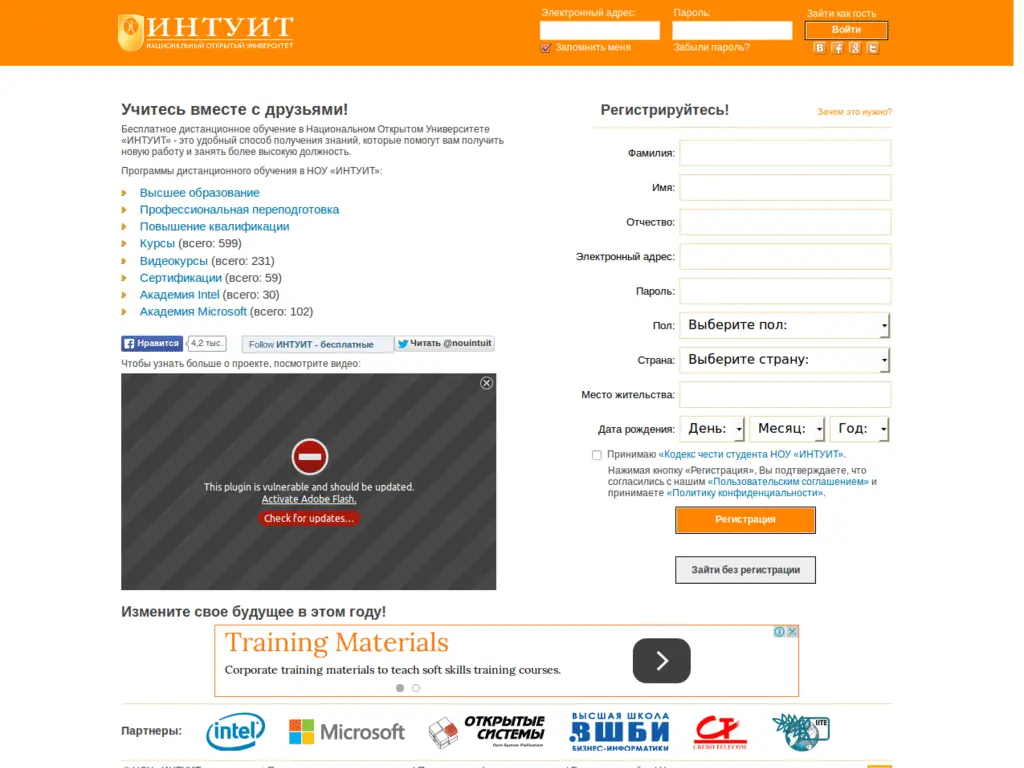 ИНТУИТ
НАЦИОНАЛЬНЫЙ ОТКРЫТЫЙ УНИВЕРСИТЕТ
Электронный адрес:
Пароль:
Зайти как гость
Войти
Запомнить меня
Забыли пароль?
Учитесь вместе с друзьями!
Бесплатное дистанционное обучение в Национальном Открытом Университете
«ИНТУИТ» - это удобный способ получения знаний, которые помогут вам получить
новую работу и занять более высокую должность.
Программы дистанционного обучения в НОУ «ИНТУИТ»:
Высшее образование
Профессиональная переподготовка
Повышение квалификации
Курсы (всего: 599)
Видеокурсы (всего: 231)
Сертификации (всего: 59)
Академия Intel (всего: 30)
Академия Microsoft (всего: 102)
Нравится 4,2 тыс.
Follow ИНТУИТ - бесплатные
Читать @nouintuit
Чтобы узнать больше о проекте, посмотрите видео:
This plugin is vulnerable and should be updated.
Activate Adobe Flash.
Check for updates...
Регистрируйтесь!
Зачем это нужно?
Фамилия:
Имя:
Отчество:
Электронный адрес:
Пароль:
Пол: Выберите пол:
Страна: Выберите страну:
Место жительства:
Дата рождения: День: Месяц: Год:
Принимаю «Кодекс чести студента НОУ «ИНТУИТ».
Нажимая кнопку «Регистрация», Вы подтверждаете, что
согласились с нашим «Пользовательским соглашением» и
принимаете «Политику конфиденциальности».
Регистрация
Зайти без регистрации
Измените свое будущее в этом году!
Training Materials
Corporate training materials to teach soft skills training courses.
Партнеры:
intel
Microsoft
ОТКРЫТЫЕ
СИСТЕМЫ
ВЫСШАЯ ШКОЛА
ВШБИ
БИЗНЕС-ИНФОРМАТИКИ
CREDO-TELECOM
IITE